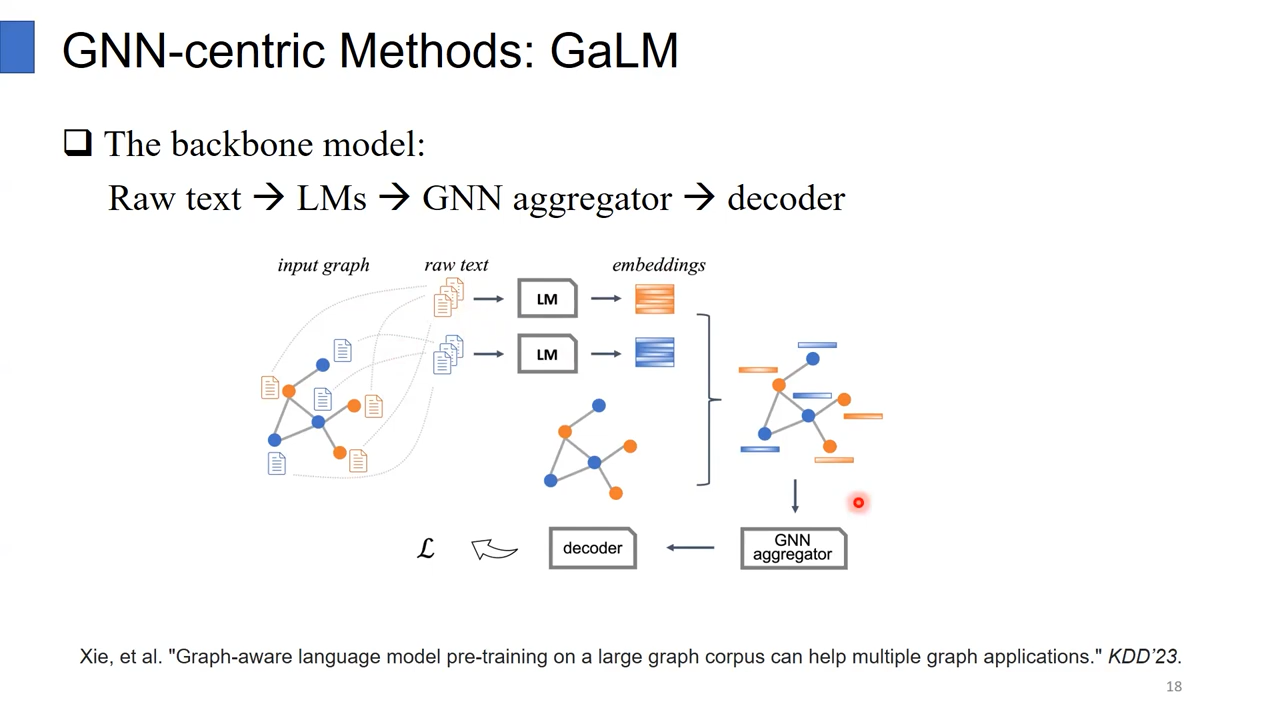 GNN-centric Methods: GaLM
❑ The backbone model:
Raw text → LMs → GNN aggregator → decoder
input graph
raw text
embeddings
LM
LM
GNN
aggregator
decoder
ℒ
Xie, et al. "Graph-aware language model pre-training on a large graph corpus can help multiple graph applications." KDD’23.
18